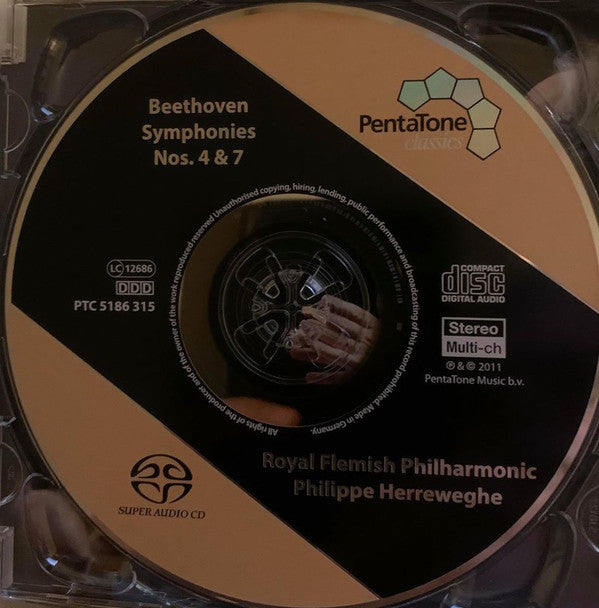 Beethoven
Symphonies
Nos. 4 & 7
PentaTone
classics
LC 12686
DDD
PTC 5186 315
COMPACT
disc
DIGITAL AUDIO
Stereo
Multi-ch
℗ & © 2011
PentaTone Music b.v.
All rights of the producer and of the owner of the work reproduced reserved Unauthorised copying, hiring, lending, public performance and broadcasting of this record prohibited. Made in Germany.
Royal Flemish Philharmonic
Philippe Herreweghe
SUPER AUDIO CD